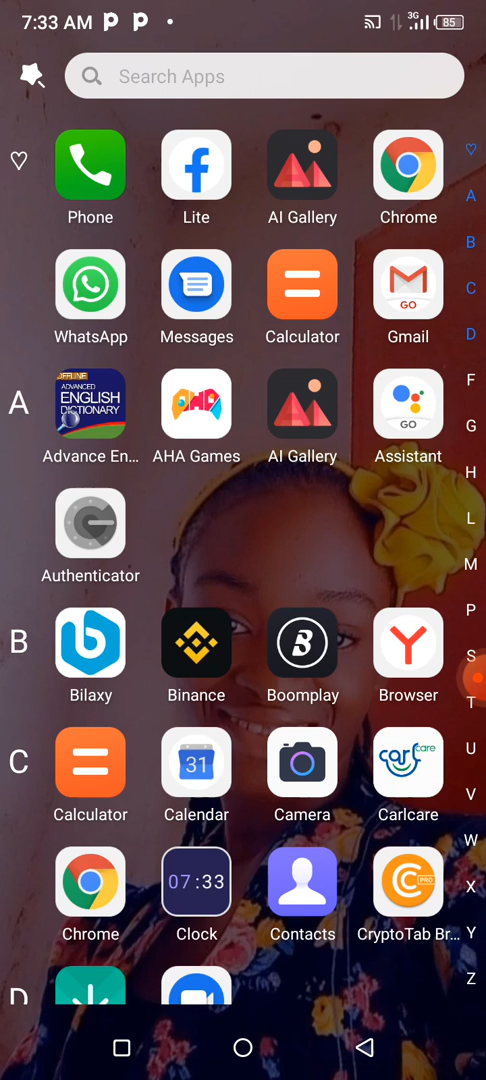 7:33 AM
3G
85
Search Apps
Phone
Lite
AI Gallery
Chrome
WhatsApp
Messages
Calculator
GO
Gmail
A
OFFLINE
ADVANCED
ENGLISH
DICTIONARY
Advance En...
AHA
AHA Games
AI Gallery
GO
Assistant
Authenticator
B
Bilaxy
Binance
Boomplay
Browser
C
Calculator
31
Calendar
Camera
carlcare
Carlcare
Chrome
07:33
Clock
Contacts
PRO
CryptoTab Br...
D
A
B
C
D
F
G
H
L
M
P
S
T
U
V
W
X
Y
Z